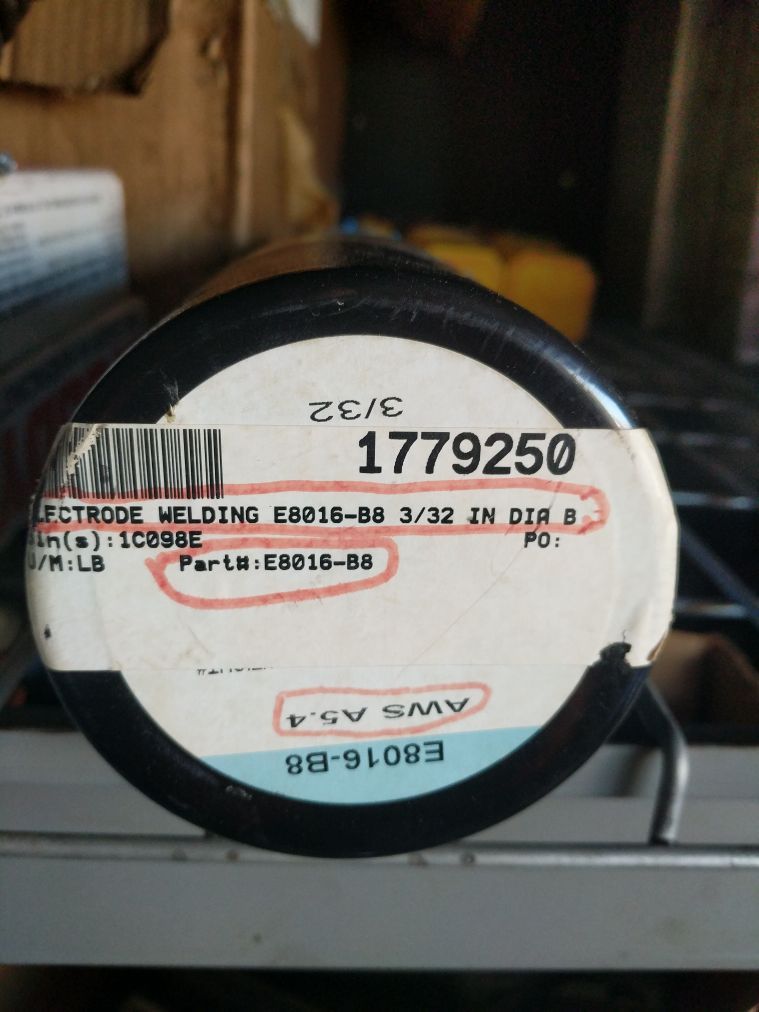 3/32
1779250
LECTRODE WELDING E8016-B8 3/32 IN DIA B
in(s):1C098E PO:
/M:LB Part#:E8016-B8
AWS A5.4
E8016-B8